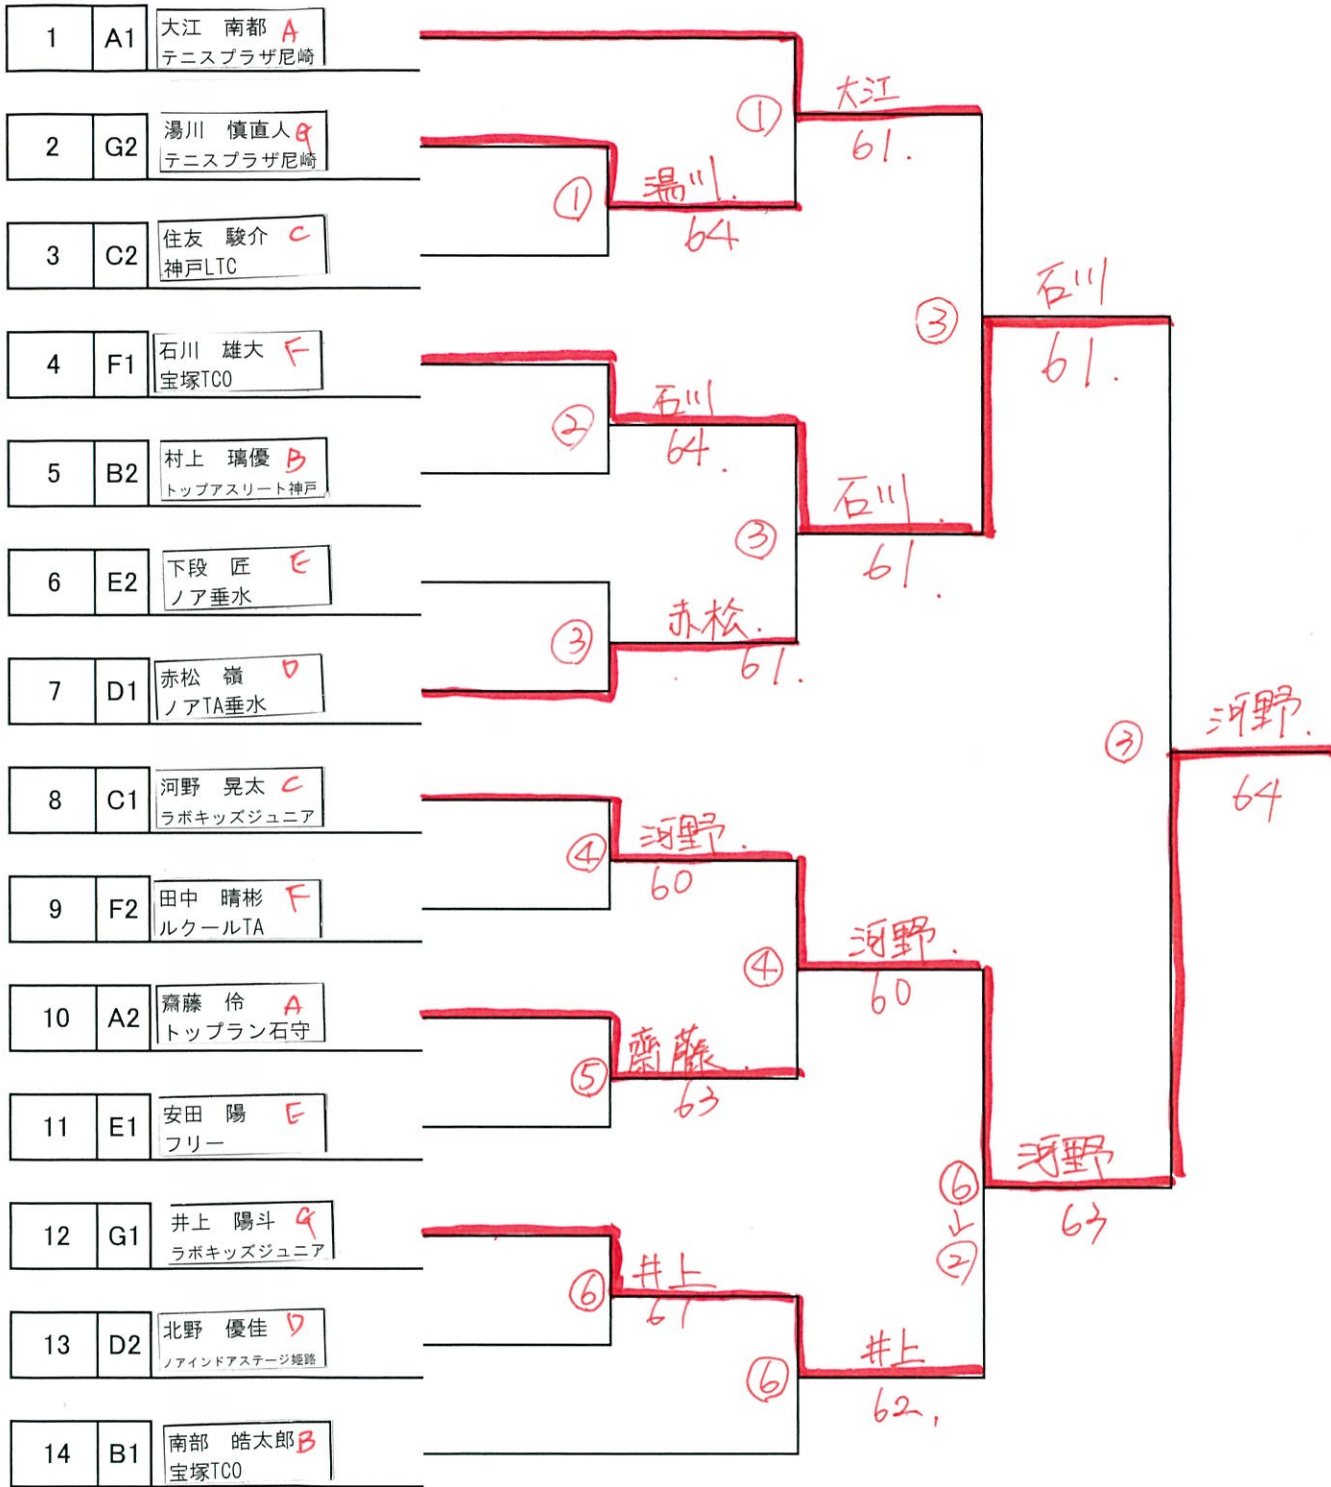 1 A1 大江 南都 A
テニスプラザ尼崎
大江
① 61.
2 G2 湯川 慎直人 G
テニスプラザ尼崎
① 湯川.
64
3 C2 住友 駿介 C
神戸LTC
石川
③ 61.
4 F1 石川 雄大 F
宝塚TCO
② 石川
64.
5 B2 村上 璃優 B
トップアスリート神戸
石川.
③ 61.
6 E2 下段 匠 E
ノア垂水
③ 赤松.
61.
7 D1 赤松 嶺 D
ノアTA垂水
③ 河野.
64
8 C1 河野 晃太 C
ラボキッズジュニア
④ 河野.
60
9 F2 田中 晴彬 F
ルクールTA
河野.
④ 60
10 A2 齋藤 伶 A
トップラン石守
⑤ 齋藤.
63
11 E1 安田 陽 E
フリー
河野
⑥ 63
↓
②
12 G1 井上 陽斗 G
ラボキッズジュニア
⑥ 井上
61
13 D2 北野 優佳 D
ノアインドアステージ姫路
井上
⑥ 62.
14 B1 南部 皓太郎 B
宝塚TCO